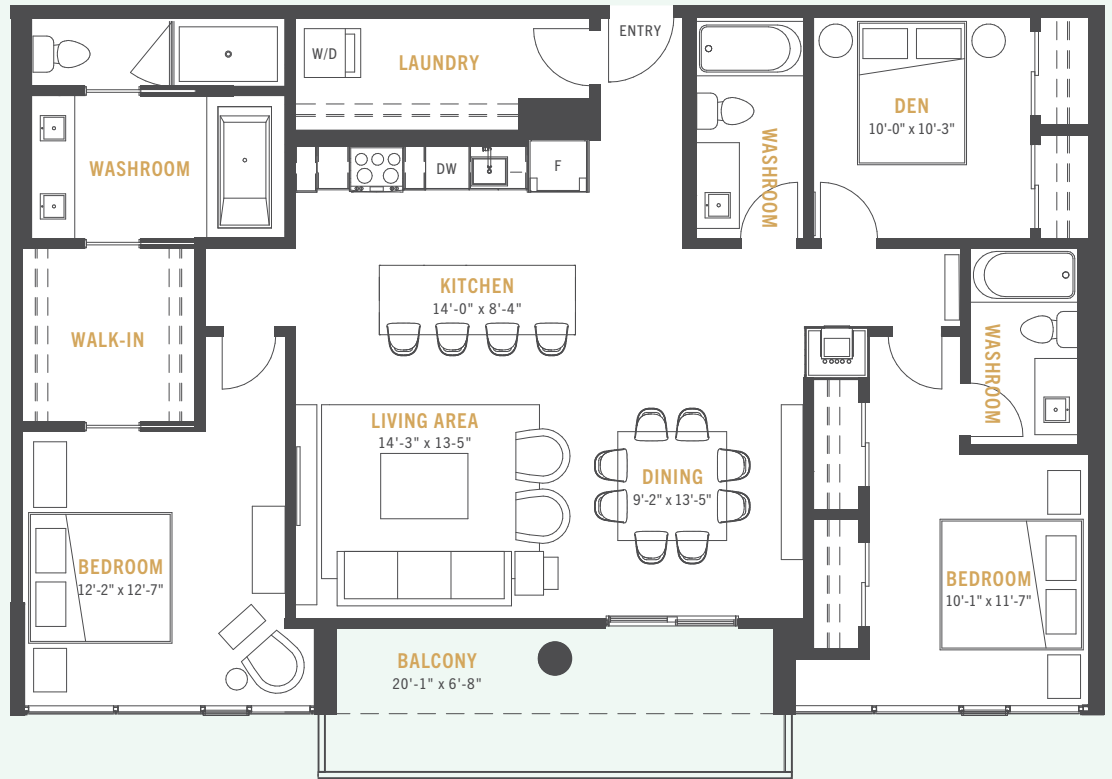 ENTRY
W/D
LAUNDRY
DEN
10'-0" x 10'-3"
WASHROOM
WASHROOM
DW
F
KITCHEN
14'-0" x 8'-4"
WALK-IN
WASHROOM
LIVING AREA
14'-3" x 13-5"
DINING
9'-2" x 13'-5"
BEDROOM
12'-2" x 12'-7"
BEDROOM
10'-1" x 11'-7"
BALCONY
20'-1" x 6'-8"